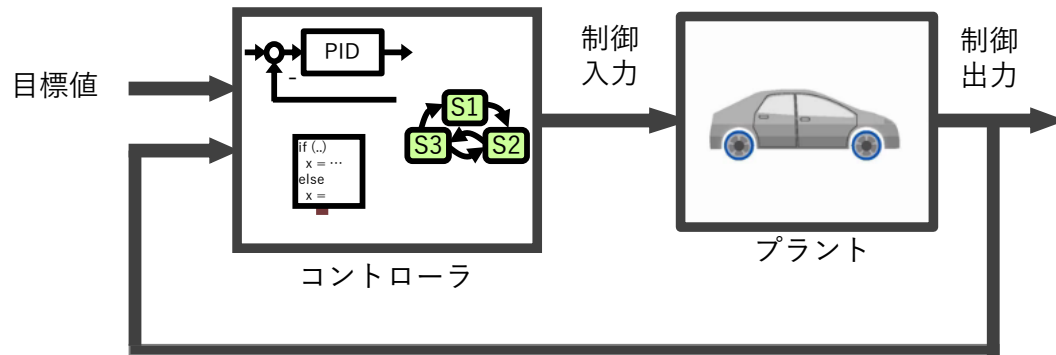 目標値
PID
-
S1
S3
S2
if (..)
x = …
else
x =
コントローラ
制御
入力
プラント
制御
出力